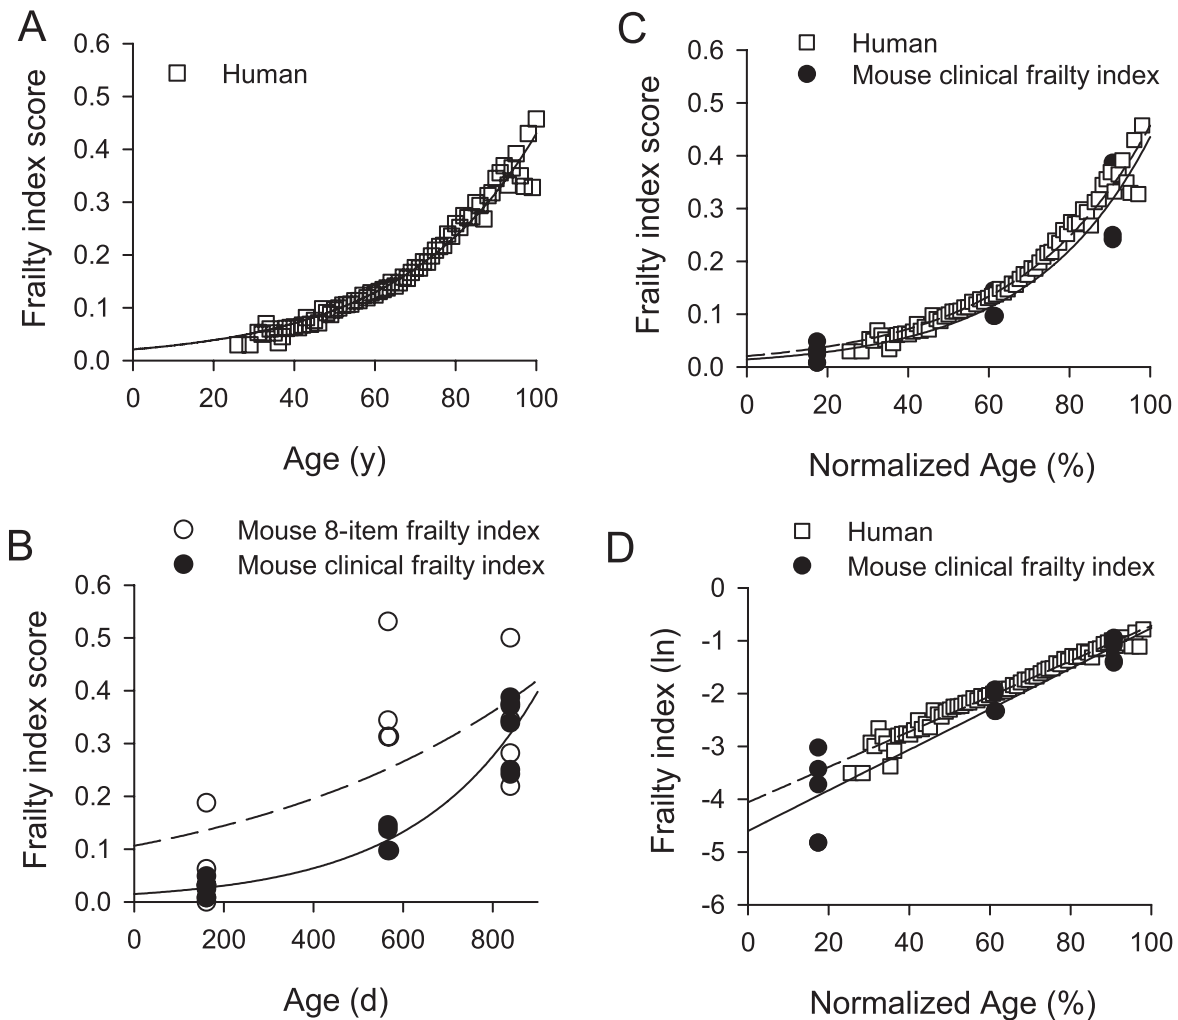 A
Human
Frailty index score
0.6
0.5
0.4
0.3
0.2
0.1
0.0
0 20 40 60 80 100
Age (y)
C
Human
Mouse clinical frailty index
Frailty index score
0.6
0.5
0.4
0.3
0.2
0.1
0.0
0 20 40 60 80 100
Normalized Age (%)
B
Mouse 8-item frailty index
Mouse clinical frailty index
Frailty index score
0.6
0.5
0.4
0.3
0.2
0.1
0.0
0 200 400 600 800
Age (d)
D
Human
Mouse clinical frailty index
Frailty index (ln)
0
-1
-2
-3
-4
-5
-6
0 20 40 60 80 100
Normalized Age (%)